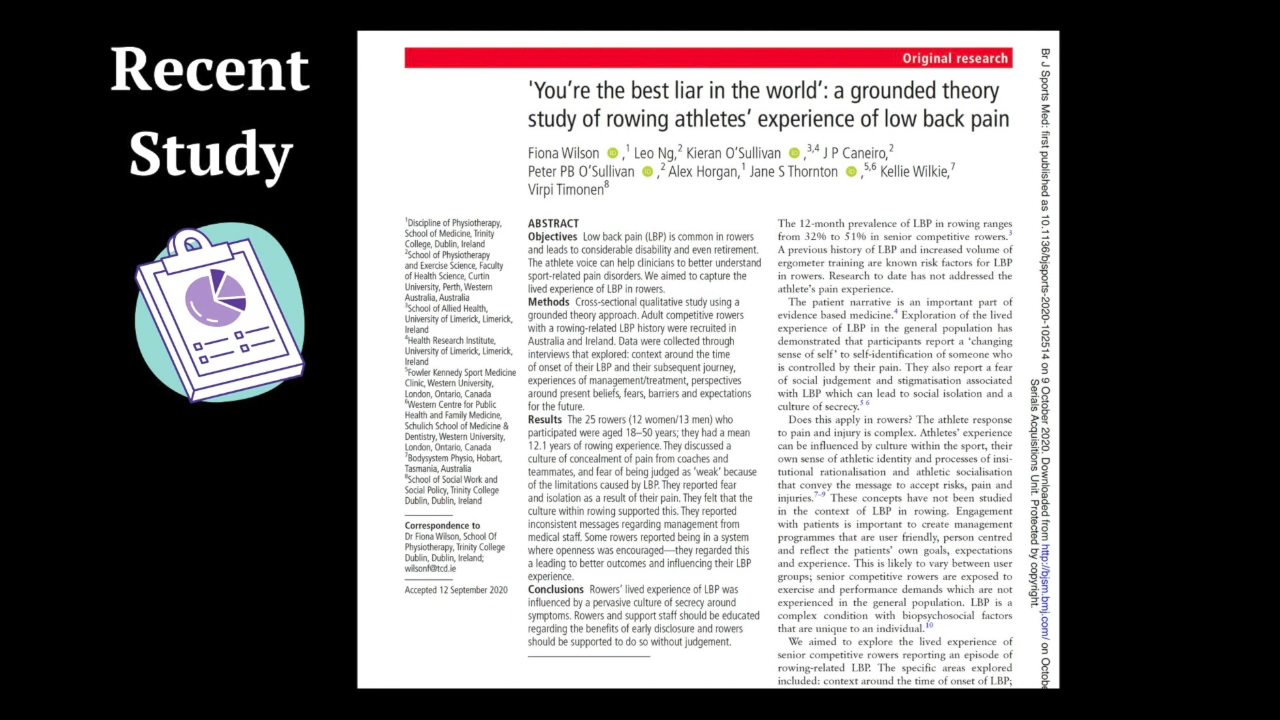 Recent
Study
Original research
'You're the best liar in the world': a grounded theory
study of rowing athletes' experience of low back pain
Fiona Wilson ,1 Leo Ng,2 Kieran O'Sullivan ,3,4 J P Caneiro,2
Peter PB O'Sullivan ,2 Alex Horgan,1 Jane S Thornton ,5,6 Kellie Wilkie,7
Virpi Timonen8
1Discipline of Physiotherapy,
School of Medicine, Trinity
College, Dublin, Ireland
2School of Physiotherapy
and Exercise Science, Faculty
of Health Science, Curtin
University, Perth, Western
Australia, Australia
3School of Allied Health,
University of Limerick, Limerick,
Ireland
4Health Research Institute,
University of Limerick, Limerick,
Ireland
5Fowler Kennedy Sport Medicine
Clinic, Western University,
London, Ontario, Canada
6Western Centre for Public
Health and Family Medicine,
Schulich School of Medicine &
Dentistry, Western University,
London, Ontario, Canada
7Bodysystem Physio, Hobart,
Tasmania, Australia
8School of Social Work and
Social Policy, Trinity College
Dublin, Dublin, Ireland
Correspondence to
Dr Fiona Wilson, School Of
Physiotherapy, Trinity College
Dublin, Dublin, Ireland;
wilsonf@tcd.ie
Accepted 12 September 2020
ABSTRACT
Objectives Low back pain (LBP) is common in rowers
and leads to considerable disability and even retirement.
The athlete voice can help clinicians to better understand
sport-related pain disorders. We aimed to capture the
lived experience of LBP in rowers.
Methods Cross-sectional qualitative study using a
grounded theory approach. Adult competitive rowers
with a rowing-related LBP history were recruited in
Australia and Ireland. Data were collected through
interviews that explored: context around the time
of onset of their LBP and their subsequent journey,
experiences of management/treatment, perspectives
around present beliefs, fears, barriers and expectations
for the future.
Results The 25 rowers (12 women/13 men) who
participated were aged 18–50 years; they had a mean
12.1 years of rowing experience. They discussed a
culture of concealment of pain from coaches and
teammates, and fear of being judged as 'weak' because
of the limitations caused by LBP. They reported fear
and isolation as a result of their pain. They felt that the
culture within rowing supported this. They reported
inconsistent messages regarding management from
medical staff. Some rowers reported being in a system
where openness was encouraged—they regarded this
a leading to better outcomes and influencing their LBP
experience.
Conclusions Rowers' lived experience of LBP was
influenced by a pervasive culture of secrecy around
symptoms. Rowers and support staff should be educated
regarding the benefits of early disclosure and rowers
should be supported to do so without judgement.
The 12-month prevalence of LBP in rowing ranges
from 32% to 51% in senior competitive rowers.3
A previous history of LBP and increased volume of
ergometer training are known risk factors for LBP
in rowers. Research to date has not addressed the
athlete's pain experience.
The patient narrative is an important part of
evidence based medicine.4 Exploration of the lived
experience of LBP in the general population has
demonstrated that participants report a 'changing
sense of self' to self-identification of someone who
is controlled by their pain. They also report a fear
of social judgement and stigmatisation associated
with LBP which can lead to social isolation and a
culture of secrecy.5 6
Does this apply in rowers? The athlete response
to pain and injury is complex. Athletes' experience
can be influenced by culture within the sport, their
own sense of athletic identity and processes of insi-
tutional rationalisation and athletic socialisation
that convey the message to accept risks, pain and
injuries.7–9 These concepts have not been studied
in the context of LBP in rowing. Engagement
with patients is important to create management
programmes that are user friendly, person centred
and reflect the patients' own goals, expectations
and experience. This is likely to vary between user
groups; senior competitive rowers are exposed to
exercise and performance demands which are not
experienced in the general population. LBP is a
complex condition with biopsychosocial factors
that are unique to an individual.10
We aimed to explore the lived experience of
senior competitive rowers reporting an episode of
rowing-related LBP. The specific areas explored
included: context around the time of onset of LBP;
Br J Sports Med: first published as 10.1136/bjsports-2020-102514 on 9 October 2020. Downloaded from http://bjsm.bmj.com/ on Octobe
Serials Acquisitions Unit. Protected by copyright.